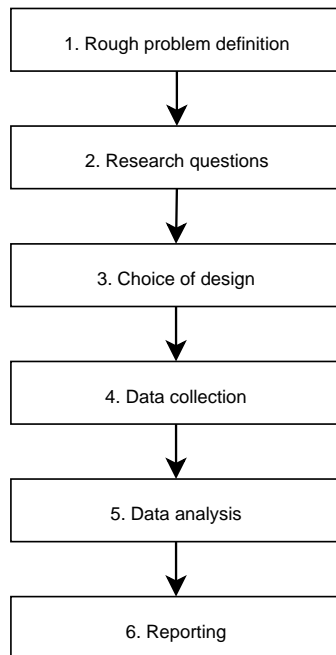 1. Rough problem definition
2. Research questions
3. Choice of design
4. Data collection
5. Data analysis
6. Reporting